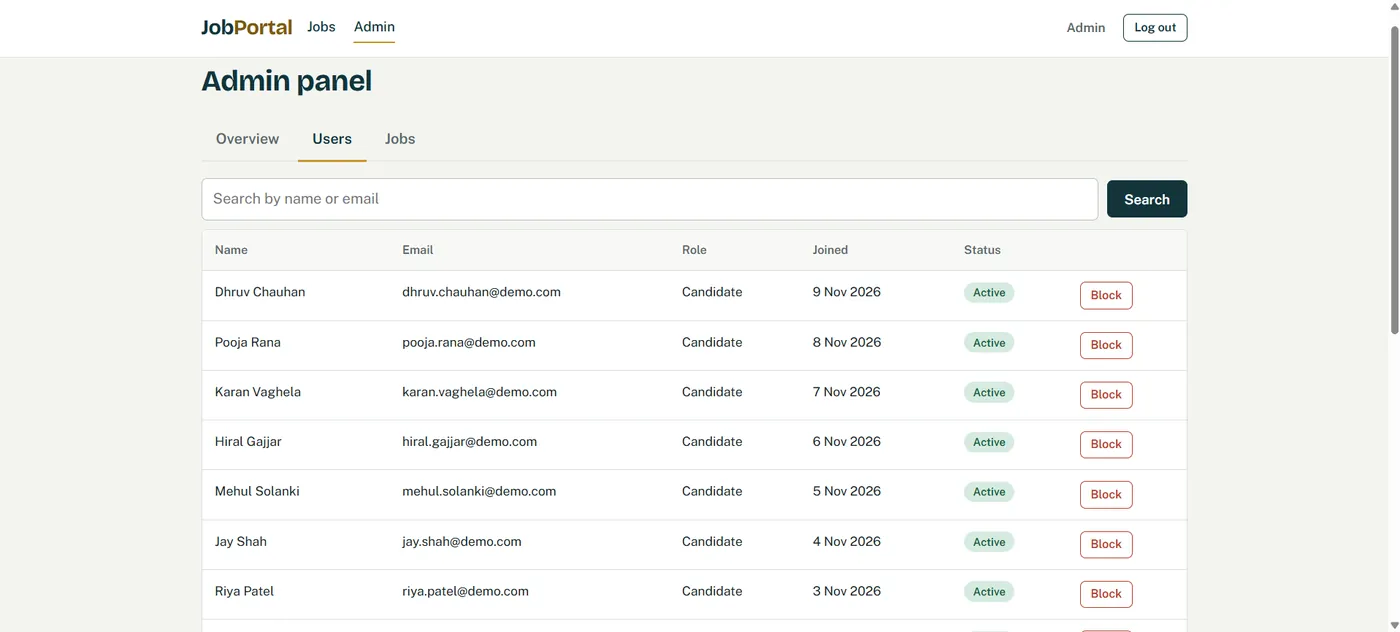 JobPortal Jobs Admin Admin Log out
Admin panel
Overview Users Jobs
Search by name or email Search
Name Email Role Joined Status
Dhruv Chauhan dhruv.chauhan@demo.com Candidate 9 Nov 2026 Active Block
Pooja Rana pooja.rana@demo.com Candidate 8 Nov 2026 Active Block
Karan Vaghela karan.vaghela@demo.com Candidate 7 Nov 2026 Active Block
Hiral Gajjar hiral.gajjar@demo.com Candidate 6 Nov 2026 Active Block
Mehul Solanki mehul.solanki@demo.com Candidate 5 Nov 2026 Active Block
Jay Shah jay.shah@demo.com Candidate 4 Nov 2026 Active Block
Riya Patel riya.patel@demo.com Candidate 3 Nov 2026 Active Block